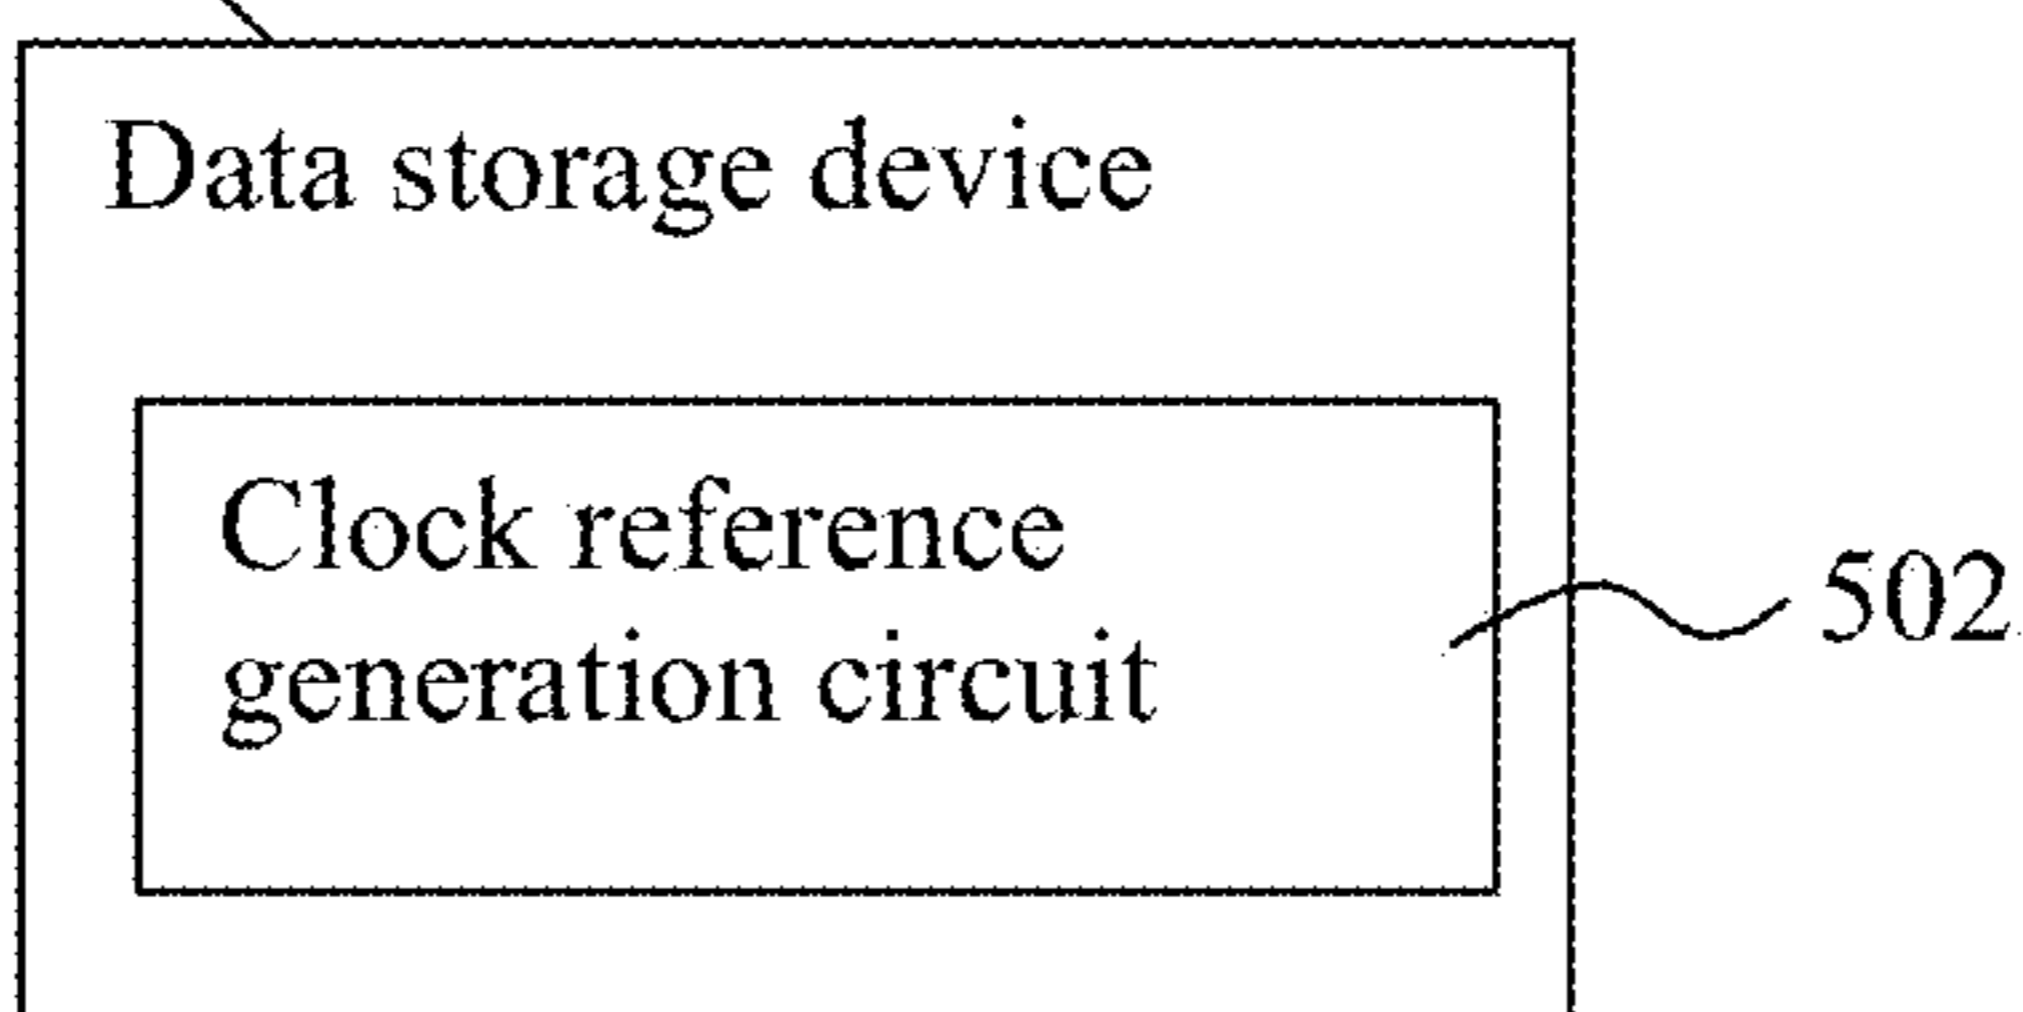 Data storage device
Clock reference
generation circuit
502